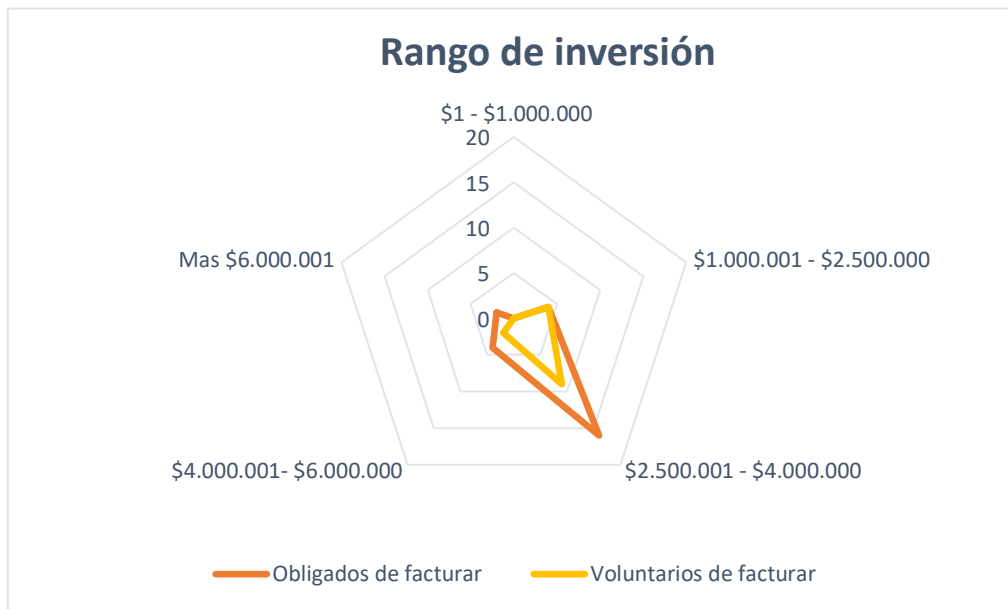 Rango de inversión
$1 - $1.000.000
20
15
10
5
0
Mas $6.000.001
$1.000.001 - $2.500.000
$4.000.001- $6.000.000
$2.500.001 - $4.000.000
Obligados de facturar
Voluntarios de facturar